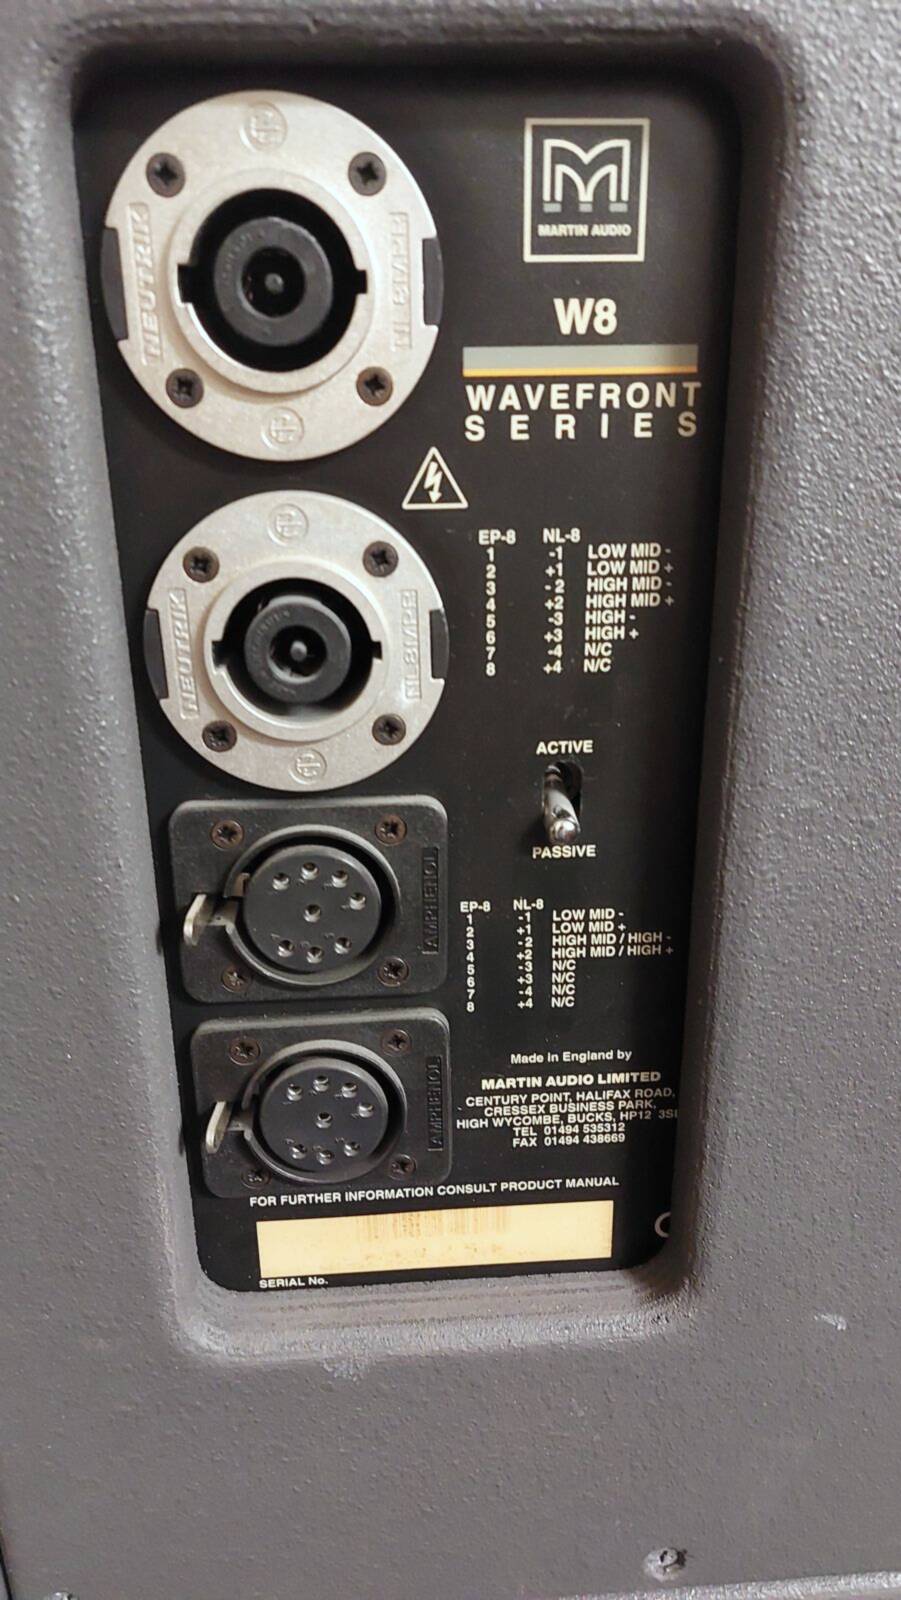 NEUTRIK
NL8MPR
MARTIN AUDIO
W8
WAVEFRONT
SERIES
NEUTRIK
NL8MPR
EP-8 NL-8
1 -1 LOW MID -
2 +1 LOW MID +
3 -2 HIGH MID -
4 +2 HIGH MID +
5 -3 HIGH -
6 +3 HIGH +
7 -4 N/C
8 +4 N/C
ACTIVE
PASSIVE
AMPHENOL
EP-8 NL-8
1 -1 LOW MID -
2 +1 LOW MID +
3 -2 HIGH MID / HIGH -
4 +2 HIGH MID / HIGH +
5 -3 N/C
6 +3 N/C
7 -4 N/C
8 +4 N/C
AMPHENOL
Made in England by
MARTIN AUDIO LIMITED
CENTURY POINT, HALIFAX ROAD,
CRESSEX BUSINESS PARK,
HIGH WYCOMBE, BUCKS, HP12
TEL 01494 535312
FAX 01494 438669
FOR FURTHER INFORMATION CONSULT PRODUCT MANUAL
SERIAL No.